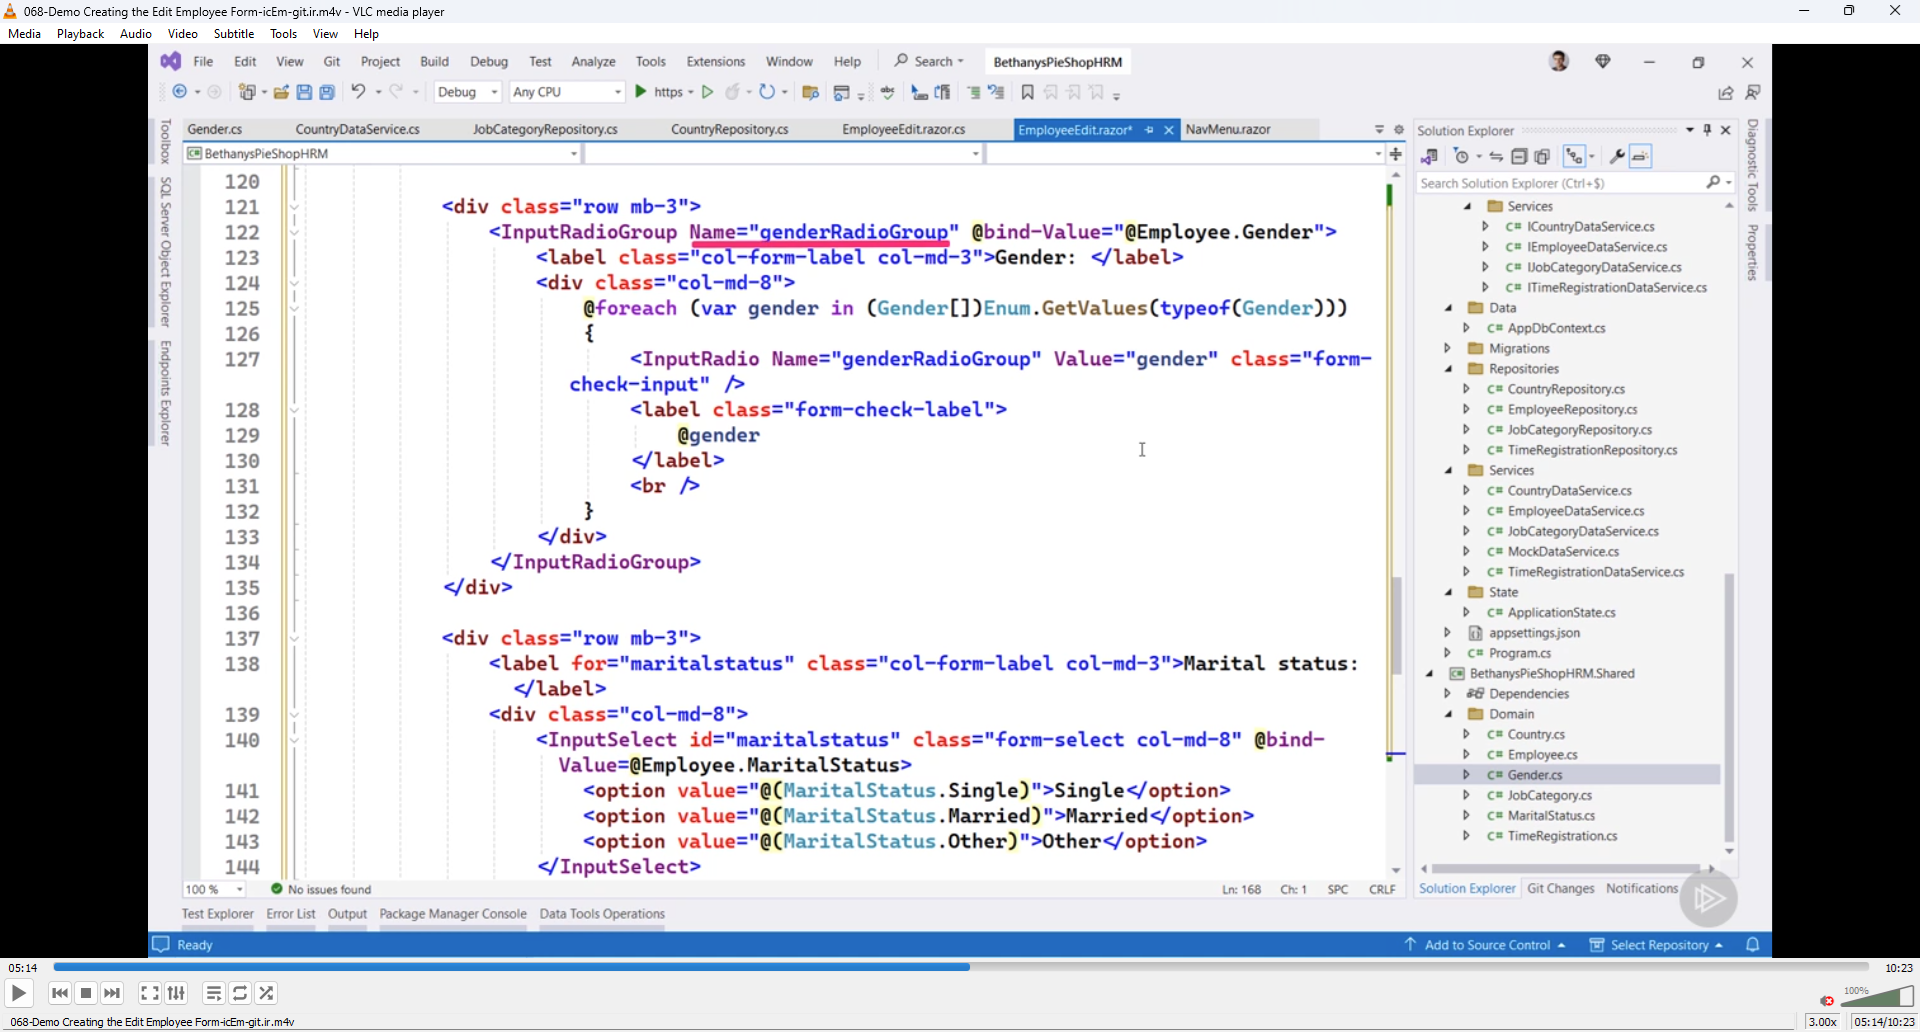 068-Demo Creating the Edit Employee Form-icEm-git.ir.m4v - VLC media player
Media Playback Audio Video Subtitle Tools View Help
File Edit View Git Project Build Debug Test Analyze Tools Extensions Window Help Search BethanysPieShopHRM
Debug Any CPU https
Toolbox
SQL Server Object Explorer
Endpoints Explorer
Gender.cs CountryDataService.cs JobCategoryRepository.cs CountryRepository.cs EmployeeEdit.razor.cs EmployeeEdit.razor* NavMenu.razor
BethanysPieShopHRM
120
121 <div class="row mb-3">
122 <InputRadioGroup Name="genderRadioGroup" @bind-Value="@Employee.Gender">
123 <label class="col-form-label col-md-3">Gender: </label>
124 <div class="col-md-8">
125 @foreach (var gender in (Gender[])Enum.GetValues(typeof(Gender)))
126 {
127 <InputRadio Name="genderRadioGroup" Value="gender" class="form-
check-input" />
128 <label class="form-check-label">
129 @gender
130 </label>
131 <br />
132 }
133 </div>
134 </InputRadioGroup>
135 </div>
136
137 <div class="row mb-3">
138 <label for="maritalstatus" class="col-form-label col-md-3">Marital status:
</label>
139 <div class="col-md-8">
140 <InputSelect id="maritalstatus" class="form-select col-md-8" @bind-
Value=@Employee.MaritalStatus>
141 <option value="@(MaritalStatus.Single)">Single</option>
142 <option value="@(MaritalStatus.Married)">Married</option>
143 <option value="@(MaritalStatus.Other)">Other</option>
144 </InputSelect>
100 % No issues found Ln: 168 Ch: 1 SPC CRLF
Solution Explorer
Search Solution Explorer (Ctrl+$)
Services
C# ICountryDataService.cs
C# IEmployeeDataService.cs
C# IJobCategoryDataService.cs
C# ITimeRegistrationDataService.cs
Data
C# AppDbContext.cs
Migrations
Repositories
C# CountryRepository.cs
C# EmployeeRepository.cs
C# JobCategoryRepository.cs
C# TimeRegistrationRepository.cs
Services
C# CountryDataService.cs
C# EmployeeDataService.cs
C# JobCategoryDataService.cs
C# MockDataService.cs
C# TimeRegistrationDataService.cs
State
C# ApplicationState.cs
appsettings.json
C# Program.cs
BethanysPieShopHRM.Shared
Dependencies
Domain
C# Country.cs
C# Employee.cs
C# Gender.cs
C# JobCategory.cs
C# MaritalStatus.cs
C# TimeRegistration.cs
Solution Explorer Git Changes Notifications
Diagnostic Tools
Properties
Test Explorer Error List Output Package Manager Console Data Tools Operations
Ready Add to Source Control Select Repository
05:14 10:23
100%
068-Demo Creating the Edit Employee Form-icEm-git.ir.m4v 3.00x 05:14/10:23